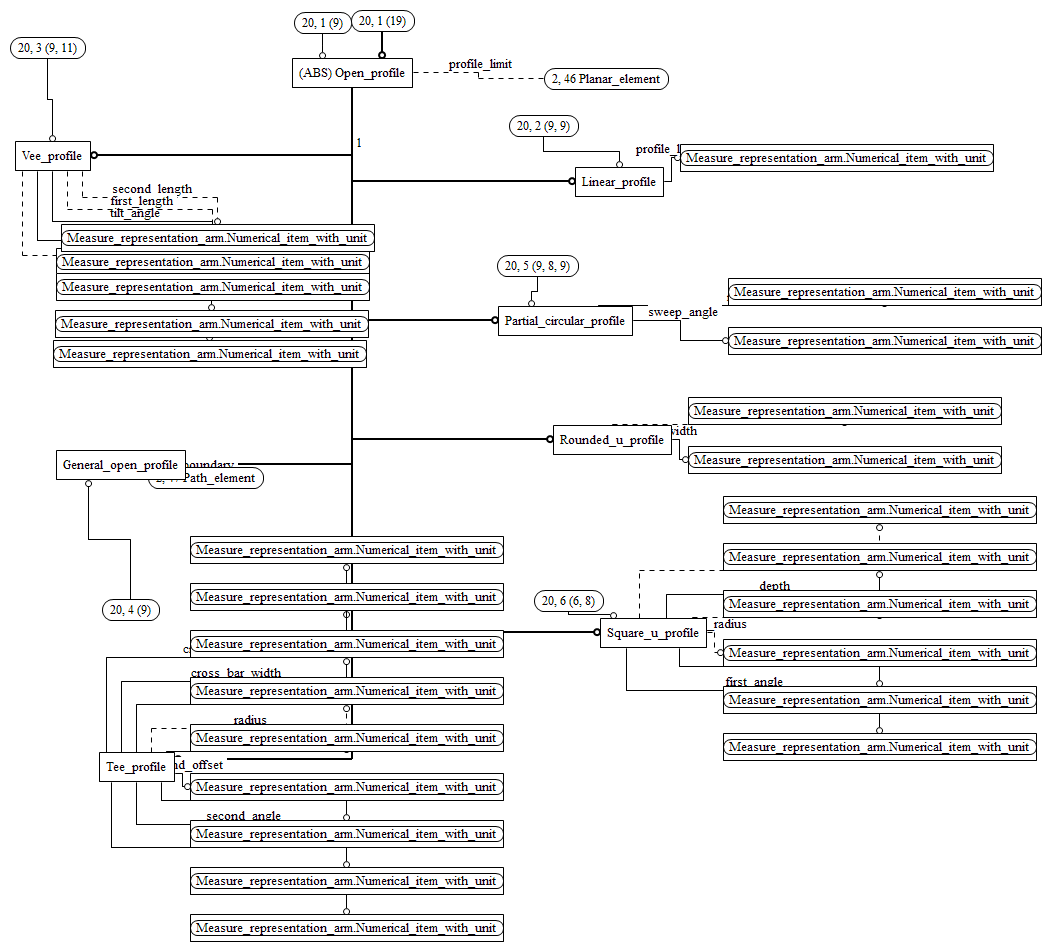 20, 1 (9)
20, 1 (19)
20, 3 (9, 11)
(ABS) Open_profile
profile_limit
2, 46 Planar_element
20, 2 (9, 9)
1
Vee_profile
profile_l
Measure_representation_arm.Numerical_item_with_unit
Linear_profile
second_length
first_length
tilt_angle
Measure_representation_arm.Numerical_item_with_unit
Measure_representation_arm.Numerical_item_with_unit
20, 5 (9, 8, 9)
Measure_representation_arm.Numerical_item_with_unit
Measure_representation_arm.Numerical_item_with_unit
sweep_angle
Partial_circular_profile
Measure_representation_arm.Numerical_item_with_unit
Measure_representation_arm.Numerical_item_with_unit
Measure_representation_arm.Numerical_item_with_unit
Measure_representation_arm.Numerical_item_with_unit
Rounded_u_profile
width
Measure_representation_arm.Numerical_item_with_unit
General_open_profile
boundary
Path_element
Measure_representation_arm.Numerical_item_with_unit
Measure_representation_arm.Numerical_item_with_unit
Measure_representation_arm.Numerical_item_with_unit
depth
Measure_representation_arm.Numerical_item_with_unit
20, 6 (6, 8)
Measure_representation_arm.Numerical_item_with_unit
20, 4 (9)
radius
Square_u_profile
Measure_representation_arm.Numerical_item_with_unit
Measure_representation_arm.Numerical_item_with_unit
cross_bar_width
first_angle
Measure_representation_arm.Numerical_item_with_unit
Measure_representation_arm.Numerical_item_with_unit
radius
Measure_representation_arm.Numerical_item_with_unit
Measure_representation_arm.Numerical_item_with_unit
Tee_profile
nd_offset
Measure_representation_arm.Numerical_item_with_unit
second_angle
Measure_representation_arm.Numerical_item_with_unit
Measure_representation_arm.Numerical_item_with_unit
Measure_representation_arm.Numerical_item_with_unit